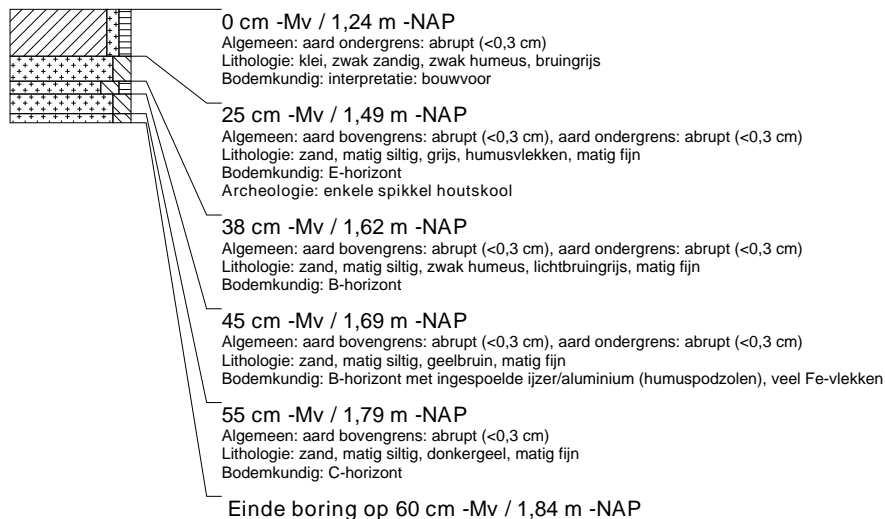 0 cm -Mv / 1,24 m -NAP
Algemeen: aard ondergrens: abrupt (<0,3 cm)
Lithologie: klei, zwak zandig, zwak humeus, bruingrijs
Bodemkundig: interpretatie: bouwvoor
25 cm -Mv / 1,49 m -NAP
Algemeen: aard bovengrens: abrupt (<0,3 cm), aard ondergrens: abrupt (<0,3 cm)
Lithologie: zand, matig siltig, grijs, humusvlekken, matig fijn
Bodemkundig: E-horizont
Archeologie: enkele spikkel houtskool
38 cm -Mv / 1,62 m -NAP
Algemeen: aard bovengrens: abrupt (<0,3 cm), aard ondergrens: abrupt (<0,3 cm)
Lithologie: zand, matig siltig, zwak humeus, lichtbruingrijs, matig fijn
Bodemkundig: B-horizont
45 cm -Mv / 1,69 m -NAP
Algemeen: aard bovengrens: abrupt (<0,3 cm), aard ondergrens: abrupt (<0,3 cm)
Lithologie: zand, matig siltig, geelbruin, matig fijn
Bodemkundig: B-horizont met ingespoelde ijzer/aluminium (humuspodzolen), veel Fe-vlekken
55 cm -Mv / 1,79 m -NAP
Algemeen: aard bovengrens: abrupt (<0,3 cm)
Lithologie: zand, matig siltig, donkergeel, matig fijn
Bodemkundig: C-horizont
Einde boring op 60 cm -Mv / 1,84 m -NAP